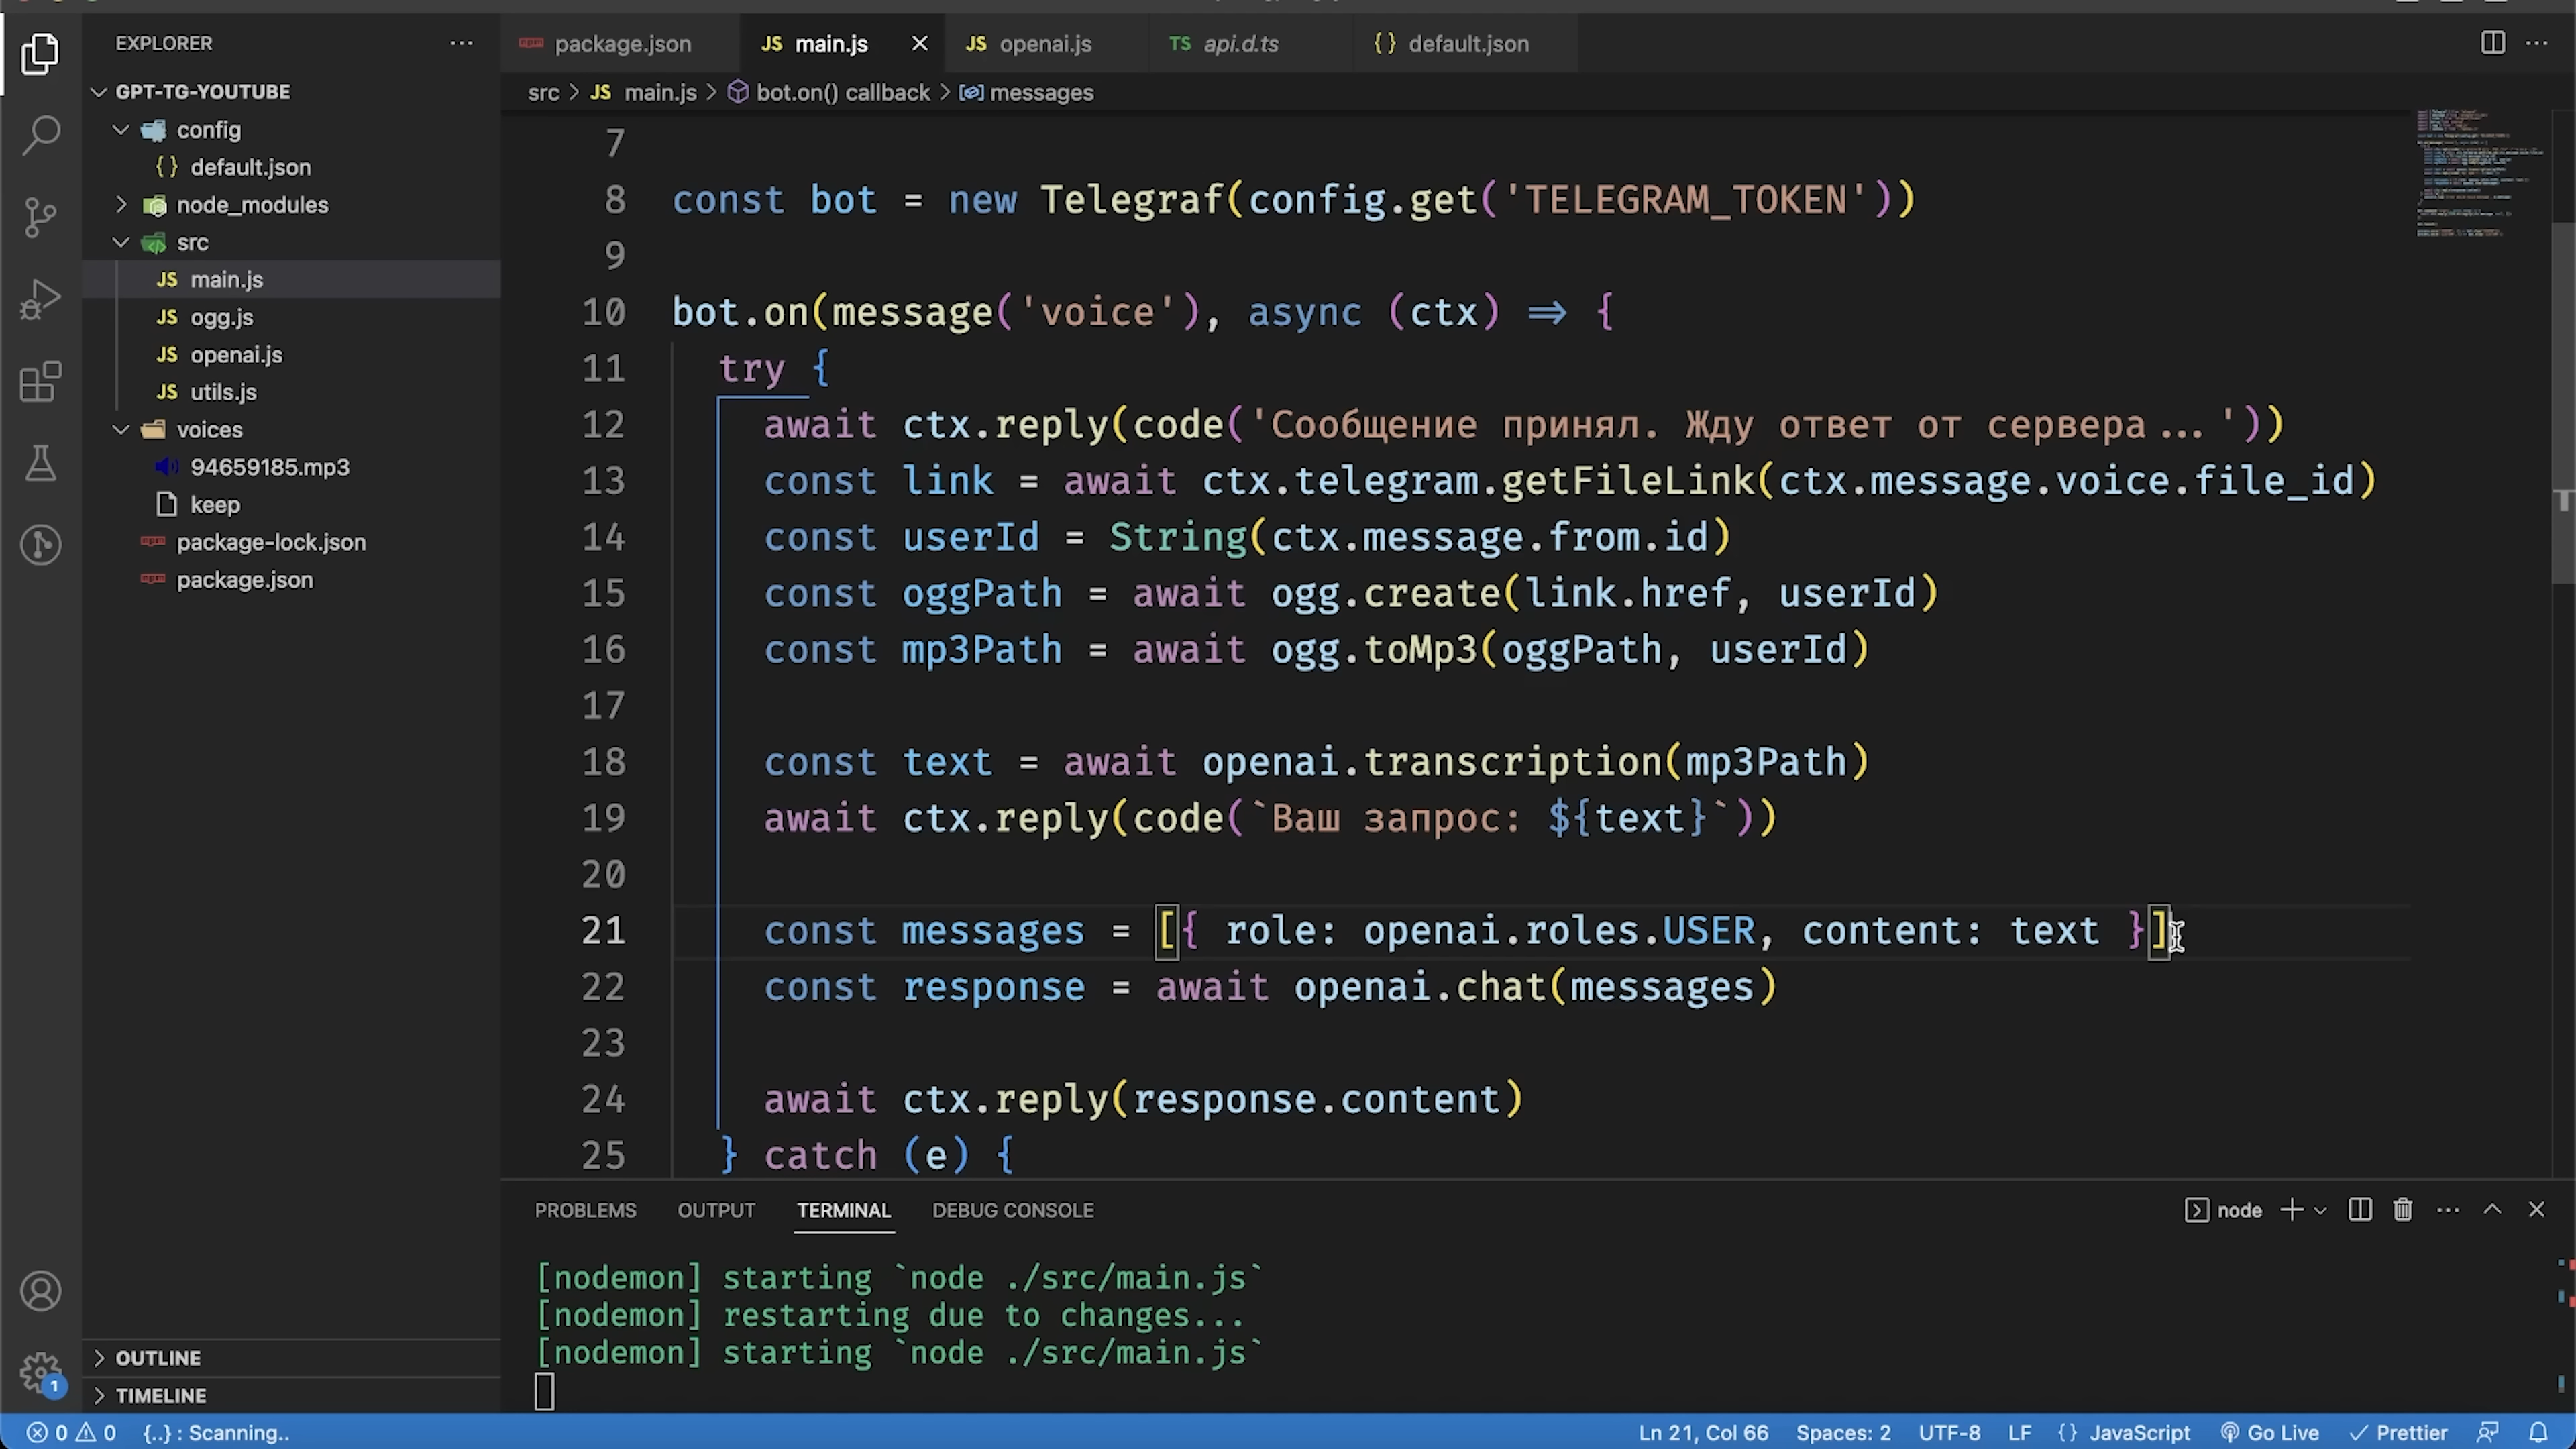 EXPLORER
GPT-TG-YOUTUBE
config
default.json
node_modules
src
main.js
ogg.js
openai.js
utils.js
voices
94659185.mp3
keep
package-lock.json
package.json
OUTLINE
TIMELINE
package.json
main.js
openai.js
TS api.d.ts
default.json
src > JS main.js > bot.on() callback > messages
7
8 const bot = new Telegraf(config.get('TELEGRAM_TOKEN'))
9
10 bot.on(message('voice'), async (ctx) => {
11 try {
12 await ctx.reply(code('Сообщение принял. Жду ответ от сервера...'))
13 const link = await ctx.telegram.getFileLink(ctx.message.voice.file_id)
14 const userId = String(ctx.message.from.id)
15 const oggPath = await ogg.create(link.href, userId)
16 const mp3Path = await ogg.toMp3(oggPath, userId)
17
18 const text = await openai.transcription(mp3Path)
19 await ctx.reply(code(`Ваш запрос: ${text}`))
20
21 const messages = [{ role: openai.roles.USER, content: text }]
22 const response = await openai.chat(messages)
23
24 await ctx.reply(response.content)
25 } catch (e) {
PROBLEMS OUTPUT TERMINAL DEBUG CONSOLE
node
[nodemon] starting `node ./src/main.js`
[nodemon] restarting due to changes...
[nodemon] starting `node ./src/main.js`
1
0 0 {..} : Scanning.. Ln 21, Col 66 Spaces: 2 UTF-8 LF {} JavaScript Go Live Prettier